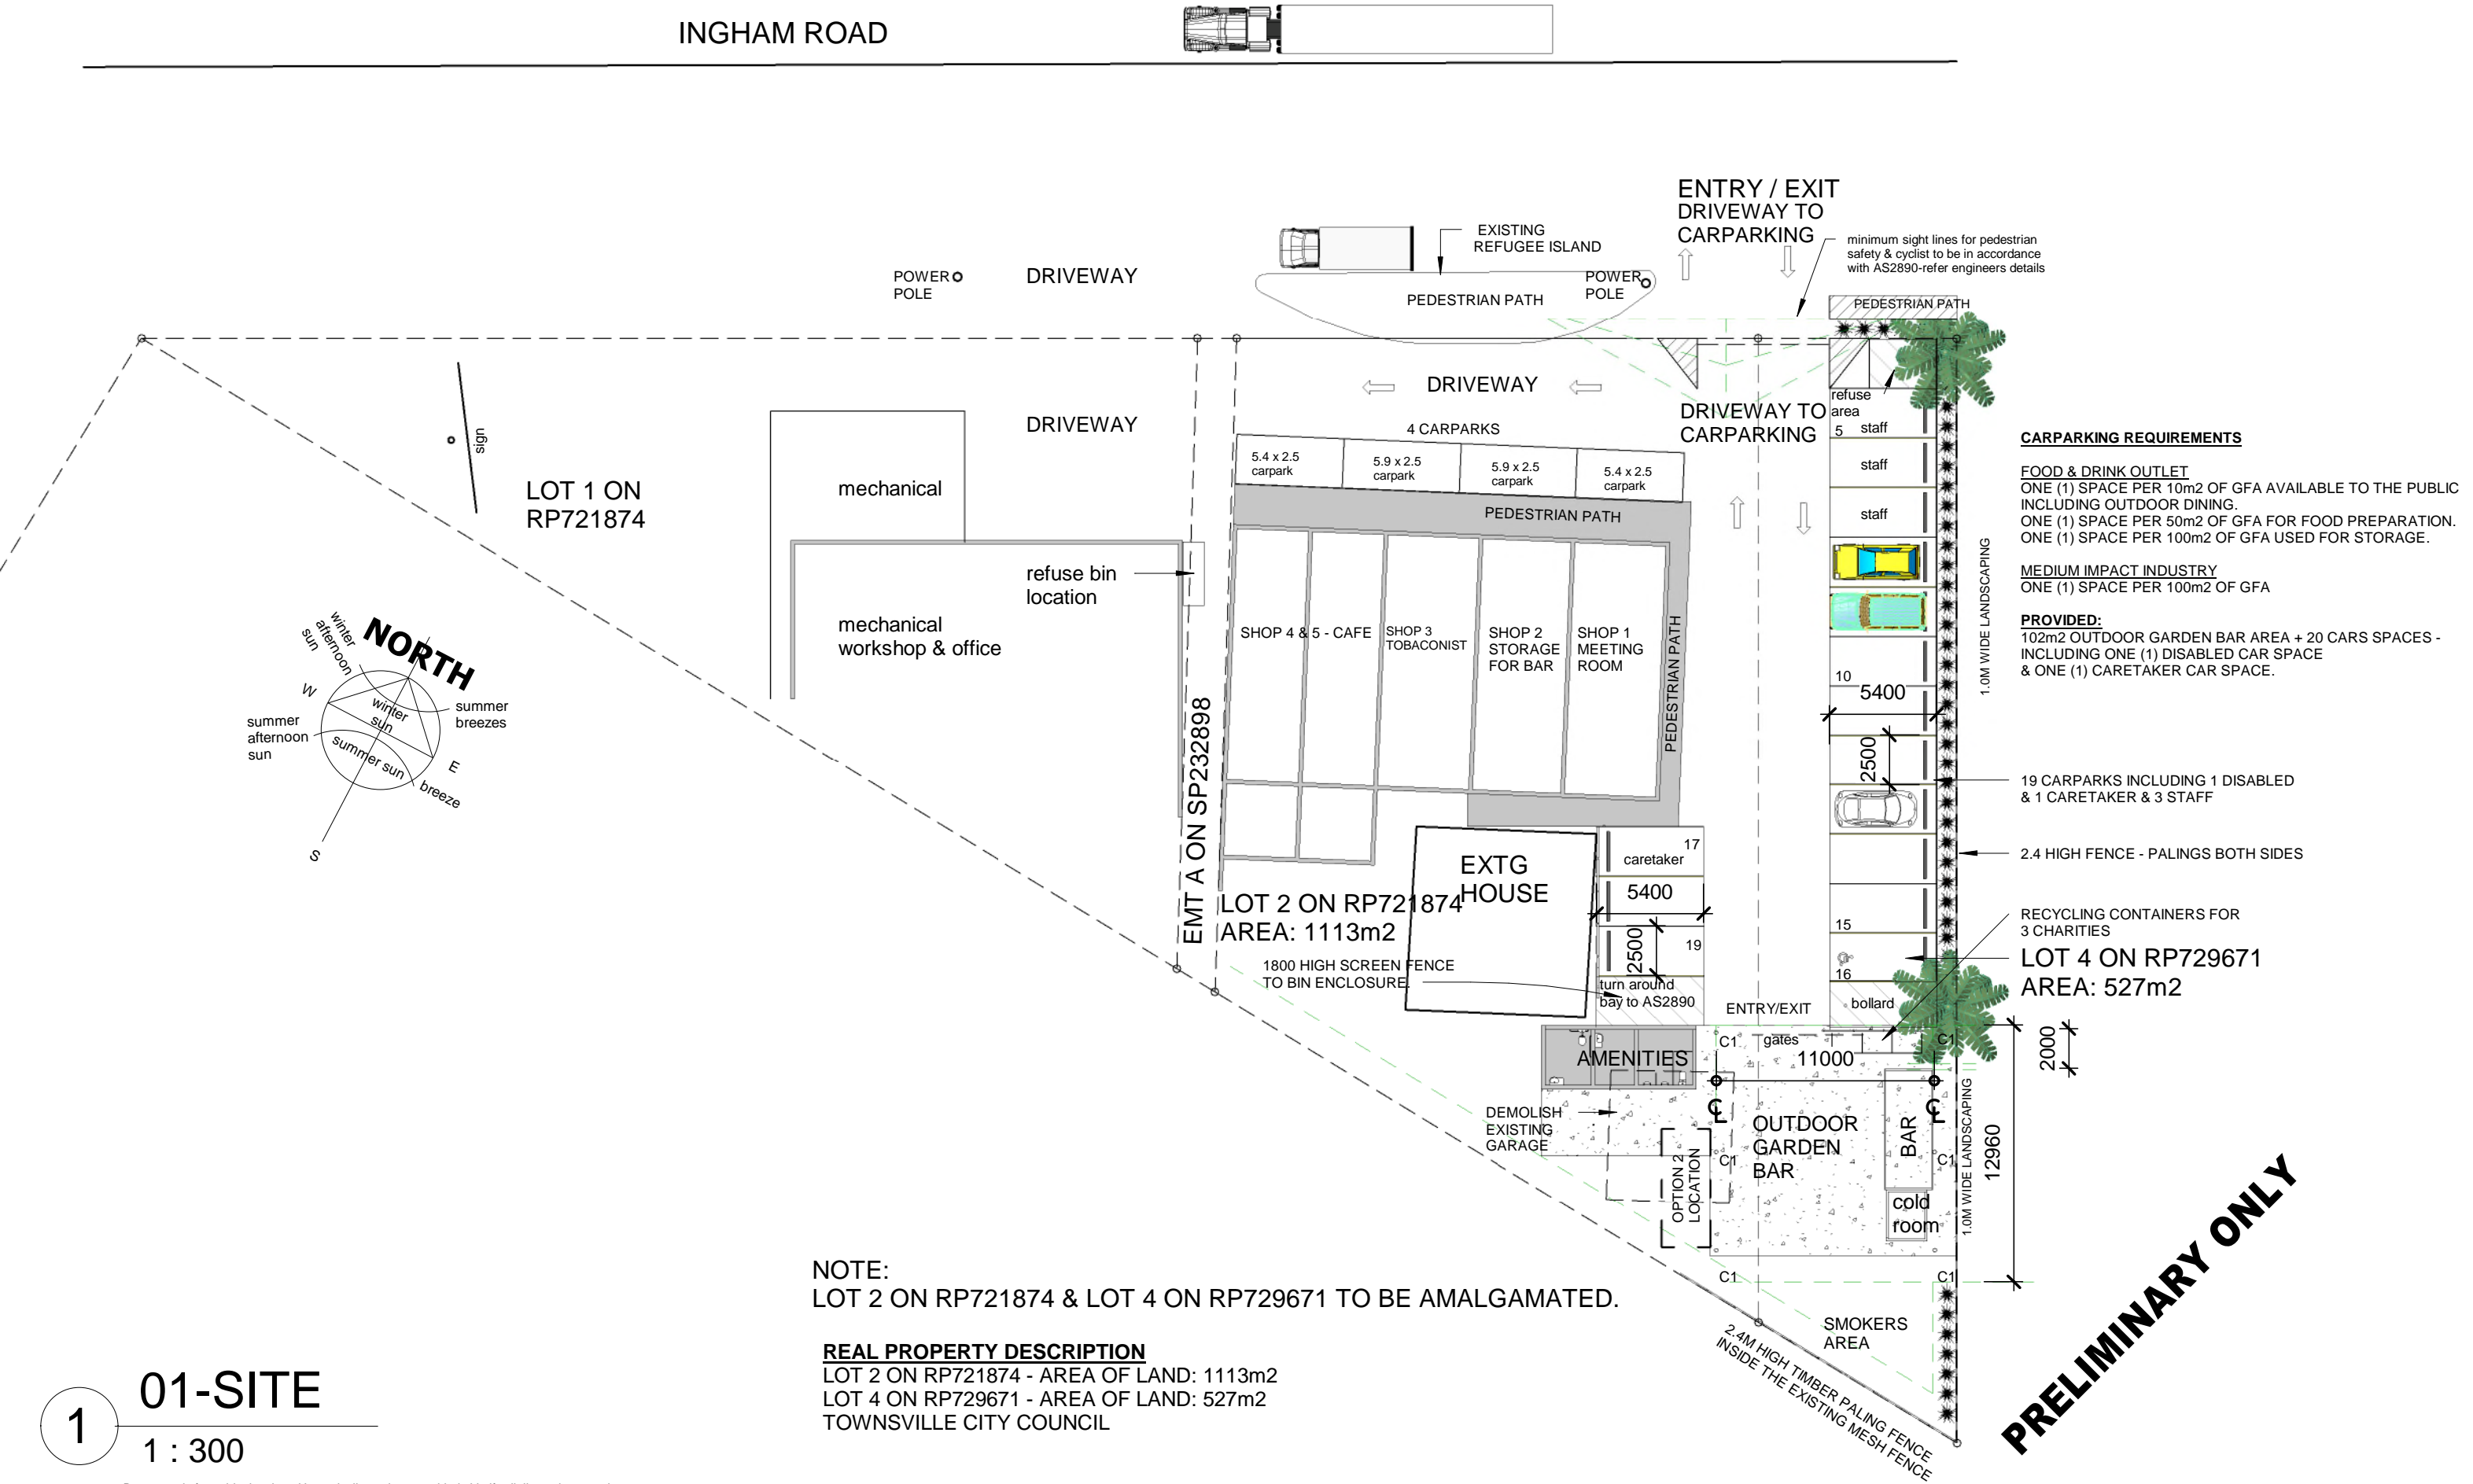 INGHAM ROAD
ENTRY / EXIT
DRIVEWAY TO
CARPARKING
minimum sight lines for pedestrian
safety & cyclist to be in accordance
with AS2890-refer engineers details
EXISTING
REFUGEE ISLAND
POWER
POLE
DRIVEWAY
PEDESTRIAN PATH
POWER
POLE
PEDESTRIAN PATH
DRIVEWAY
DRIVEWAY
DRIVEWAY TO
CARPARKING
refuse
area
4 CARPARKS
5.4 x 2.5
carpark
5.9 x 2.5
carpark
5.9 x 2.5
carpark
5.4 x 2.5
carpark
PEDESTRIAN PATH
5
staff
staff
staff
10
5400
2500
15
16
bollard
1.0M WIDE LANDSCAPING
CARPARKING REQUIREMENTS
FOOD & DRINK OUTLET
ONE (1) SPACE PER 10m2 OF GFA AVAILABLE TO THE PUBLIC
INCLUDING OUTDOOR DINING.
ONE (1) SPACE PER 50m2 OF GFA FOR FOOD PREPARATION.
ONE (1) SPACE PER 100m2 OF GFA USED FOR STORAGE.
MEDIUM IMPACT INDUSTRY
ONE (1) SPACE PER 100m2 OF GFA
PROVIDED:
102m2 OUTDOOR GARDEN BAR AREA + 20 CARS SPACES -
INCLUDING ONE (1) DISABLED CAR SPACE
& ONE (1) CARETAKER CAR SPACE.
19 CARPARKS INCLUDING 1 DISABLED
& 1 CARETAKER & 3 STAFF
2.4 HIGH FENCE - PALINGS BOTH SIDES
RECYCLING CONTAINERS FOR
3 CHARITIES
LOT 4 ON RP729671
AREA: 527m2
sign
LOT 1 ON
RP721874
mechanical
mechanical
workshop & office
refuse bin
location
EMT A ON SP232898
SHOP 4 & 5 - CAFE
SHOP 3
TOBACONIST
SHOP 2
STORAGE
FOR BAR
SHOP 1
MEETING
ROOM
PEDESTRIAN PATH
NORTH
winter
afternoon
sun
W
winter
sun
summer
breezes
summer
afternoon
sun
summer sun
E
breeze
S
EXTG
HOUSE
LOT 2 ON RP721874
AREA: 1113m2
1800 HIGH SCREEN FENCE
TO BIN ENCLOSURE.
17
caretaker
5400
2500
19
turn around
bay to AS2890
ENTRY/EXIT
gates
C1
C1
11000
2000
12960
AMENITIES
DEMOLISH
EXISTING
GARAGE
OPTION 2
LOCATION
OUTDOOR
GARDEN
BAR
CL
CL
BAR
C1
C1
cold
room
1.0M WIDE LANDSCAPING
C1
C1
SMOKERS
AREA
2.4M HIGH TIMBER PALING FENCE
INSIDE THE EXISTING MESH FENCE
PRELIMINARY ONLY
NOTE:
LOT 2 ON RP721874 & LOT 4 ON RP729671 TO BE AMALGAMATED.
REAL PROPERTY DESCRIPTION
LOT 2 ON RP721874 - AREA OF LAND: 1113m2
LOT 4 ON RP729671 - AREA OF LAND: 527m2
TOWNSVILLE CITY COUNCIL
1
01-SITE
1 : 300